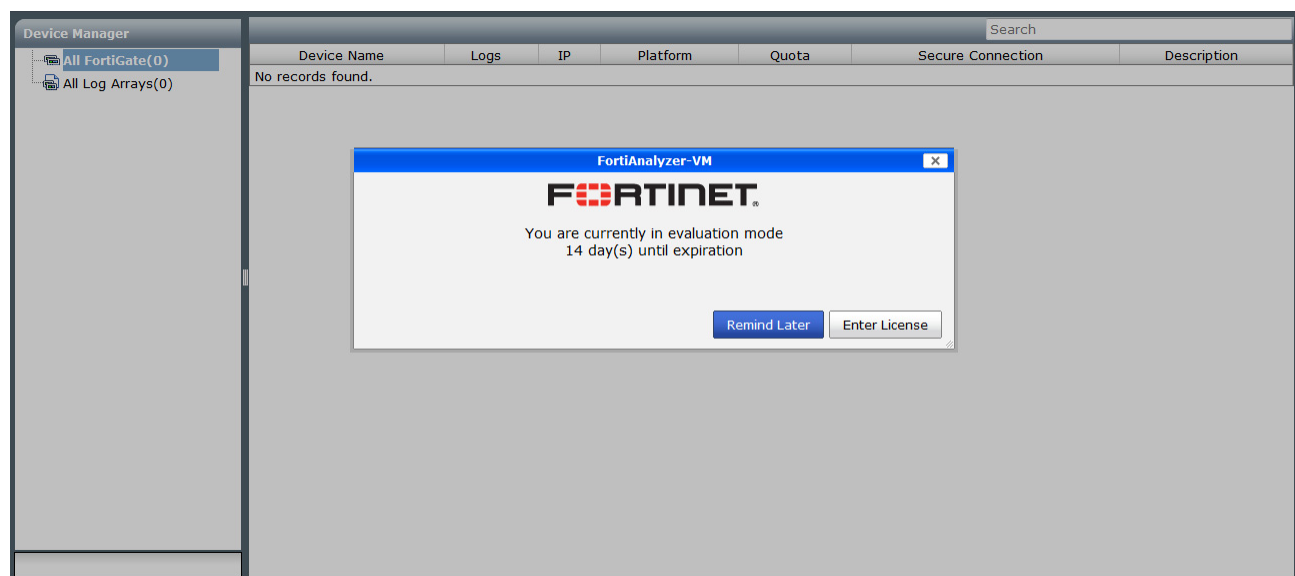 Device Manager
Search
All FortiGate(0)
All Log Arrays(0)
Device Name Logs IP Platform Quota Secure Connection Description
No records found.
FortiAnalyzer-VM
FORTINET®
You are currently in evaluation mode
14 day(s) until expiration
Remind Later Enter License